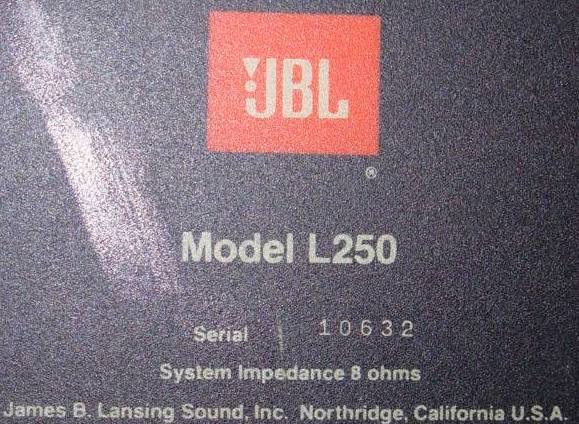 JBL
®
Model L250
Serial 10632
System Impedance 8 ohms
James B. Lansing Sound, Inc. Northridge, California U.S.A.